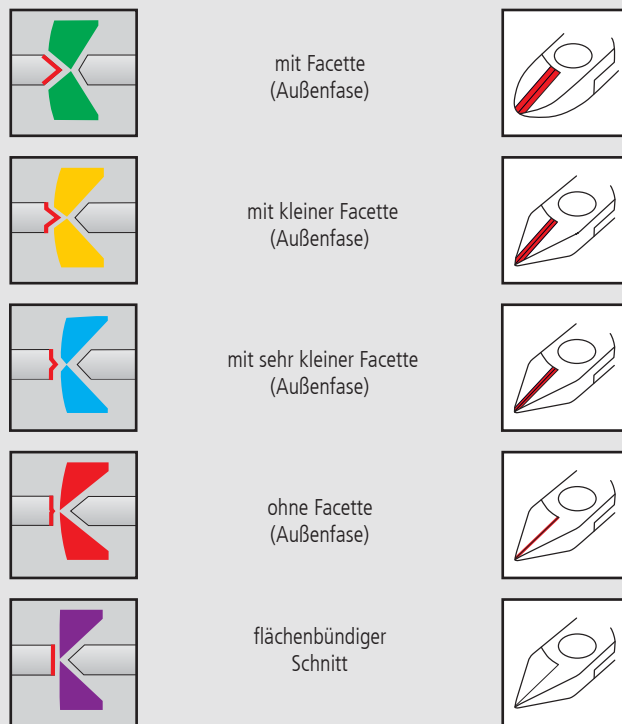 mit Facette
(Außenfase)
mit kleiner Facette
(Außenfase)
mit sehr kleiner Facette
(Außenfase)
ohne Facette
(Außenfase)
flächenbündiger
Schnitt